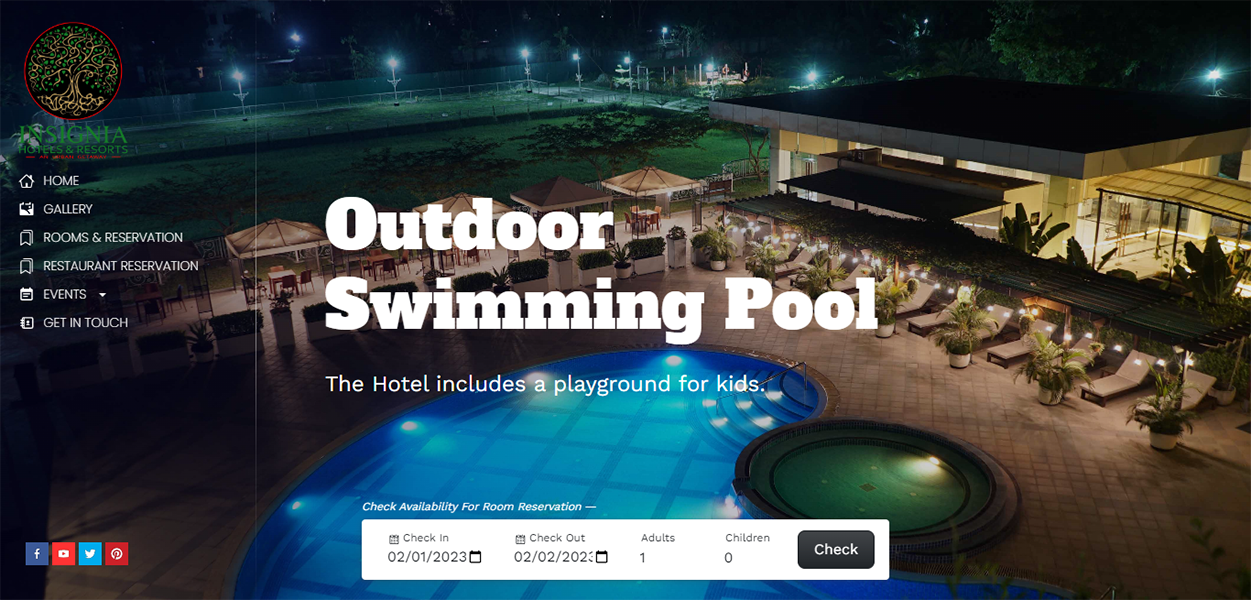 INSIGNIA
HOTELS & RESORTS
HOME
GALLERY
ROOMS & RESERVATION
RESTAURANT RESERVATION
EVENTS
GET IN TOUCH
Outdoor
Swimming Pool
The Hotel includes a playground for kids.
Check Availability For Room Reservation —
Check In
Check Out
Adults
Children
02/01/2023
02/02/2023
1
0
Check